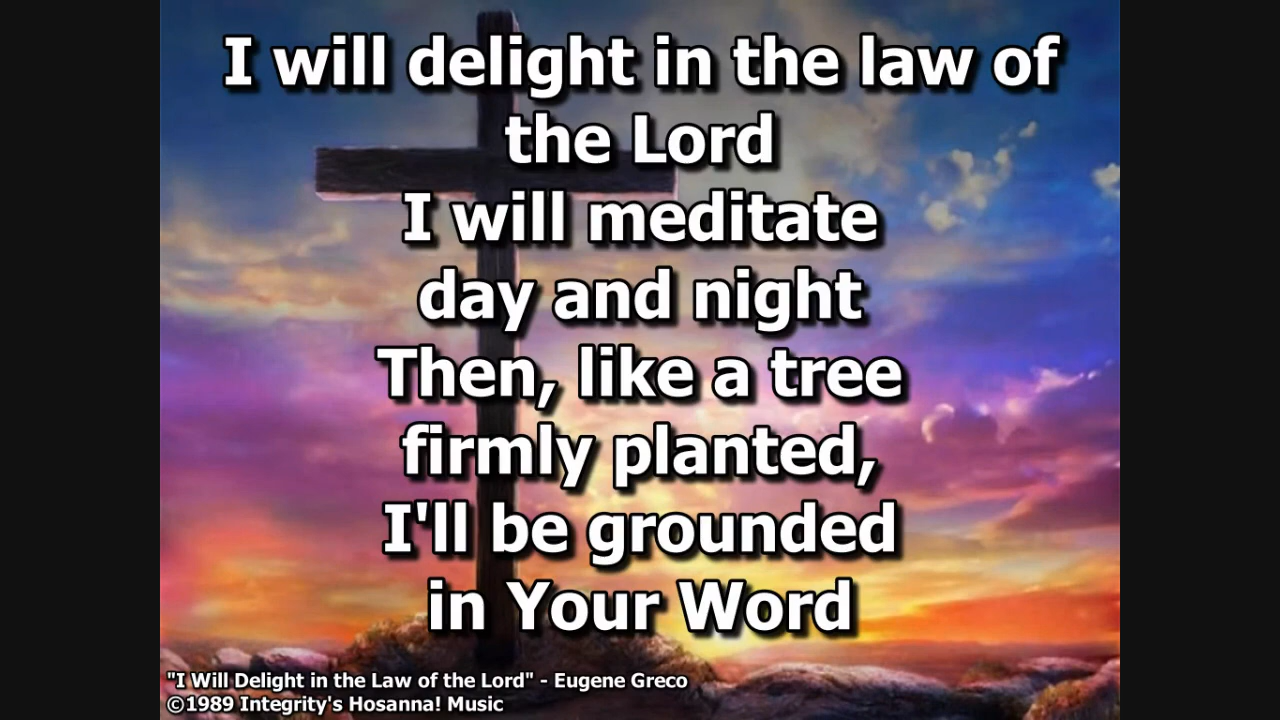 I will delight in the law of
the Lord
I will meditate
day and night
Then, like a tree
firmly planted,
I'll be grounded
in Your Word
"I Will Delight in the Law of the Lord" - Eugene Greco
©1989 Integrity's Hosanna! Music